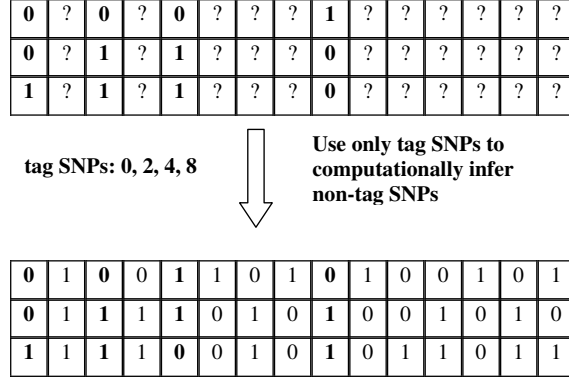 0 ? 0 ? 0 ? ? ? 1 ? ? ? ? ? ?
0 ? 1 ? 1 ? ? ? 0 ? ? ? ? ? ?
1 ? 1 ? 1 ? ? ? 0 ? ? ? ? ? ?
tag SNPs: 0, 2, 4, 8
Use only tag SNPs to
computationally infer
non-tag SNPs
0 1 0 0 1 1 0 1 0 1 0 0 1 0 1
0 1 1 1 1 0 1 0 1 0 0 1 0 1 0
1 1 1 1 0 0 1 0 1 0 1 1 0 1 1